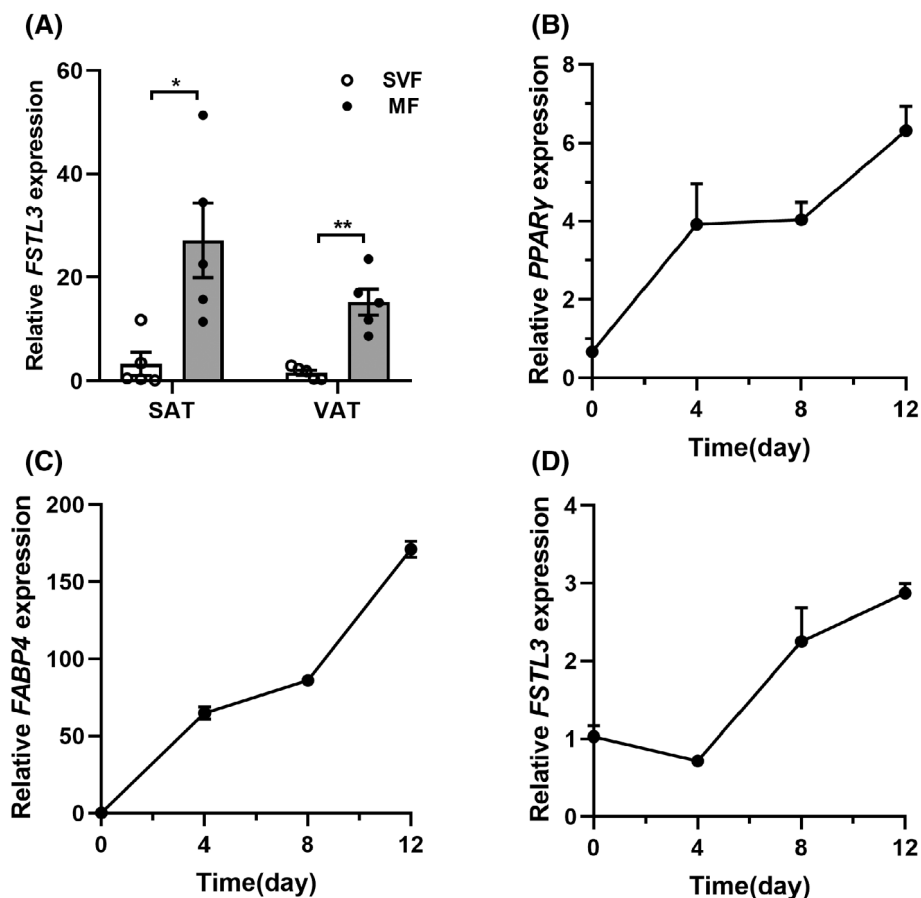 (A)
Relative FSTL3 expression
60
40
20
0
*
**
SVF
MF
SAT
VAT
(B)
Relative PPARγ expression
8
6
4
2
0
0 4 8 12
Time(day)
(C)
Relative FABP4 expression
200
150
100
50
0
0 4 8 12
Time(day)
(D)
Relative FSTL3 expression
4
3
2
1
0
0 4 8 12
Time(day)